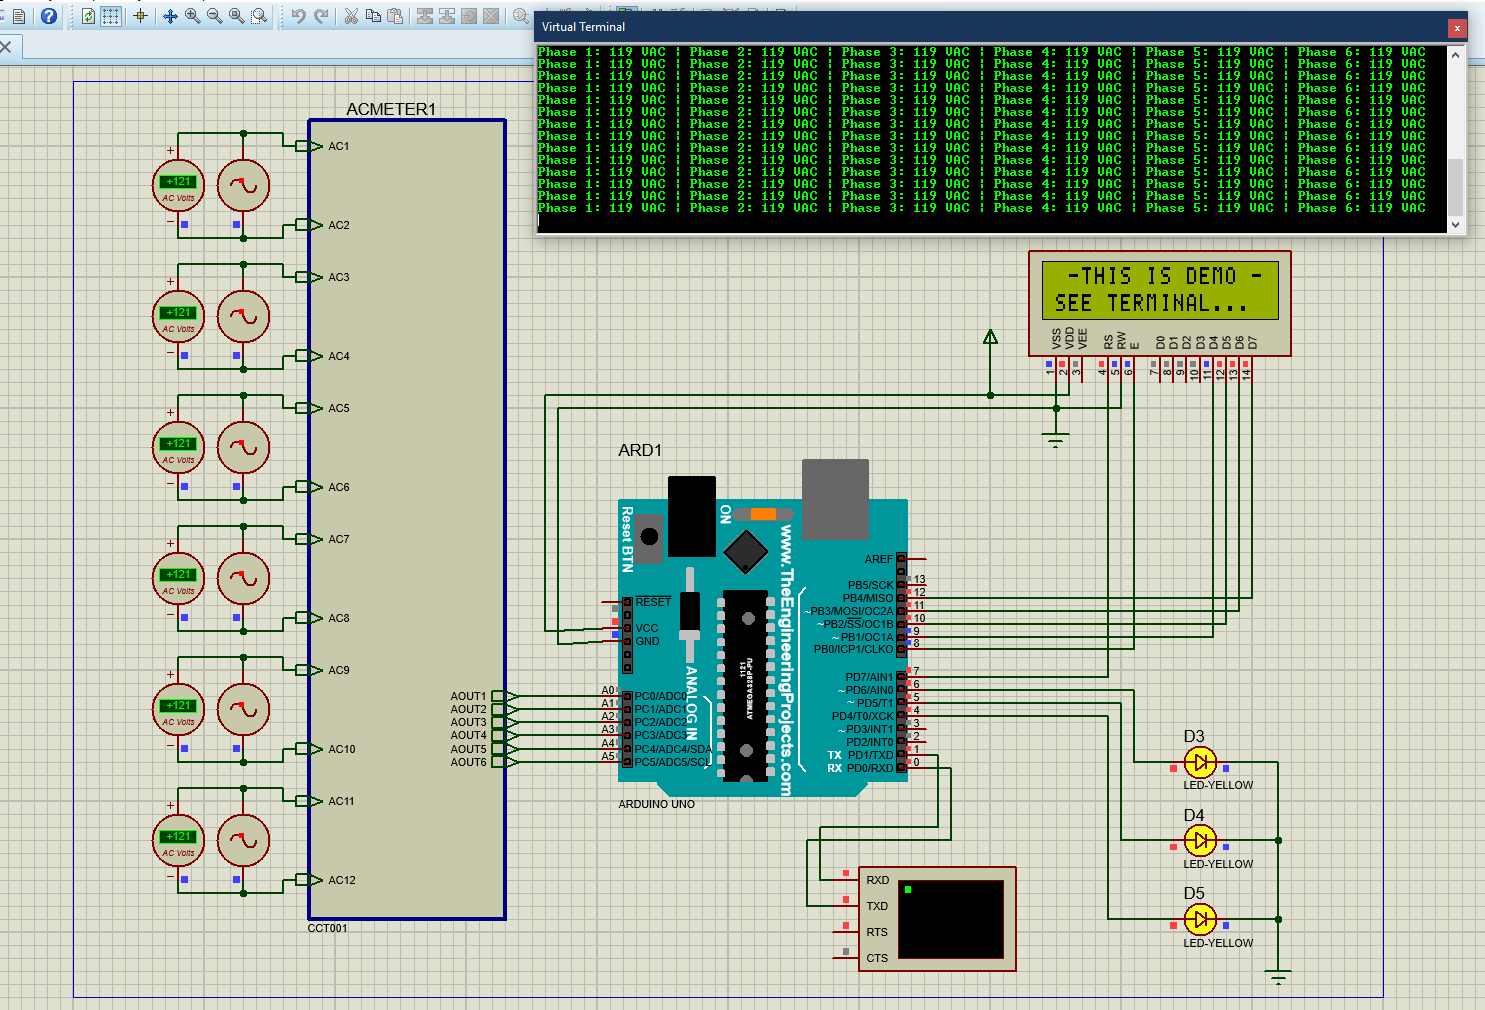 Virtual Terminal
Phase 1: 119 VAC | Phase 2: 119 VAC | Phase 3: 119 VAC | Phase 4: 119 VAC | Phase 5: 119 VAC | Phase 6: 119 VAC
Phase 1: 119 VAC | Phase 2: 119 VAC | Phase 3: 119 VAC | Phase 4: 119 VAC | Phase 5: 119 VAC | Phase 6: 119 VAC
Phase 1: 119 VAC | Phase 2: 119 VAC | Phase 3: 119 VAC | Phase 4: 119 VAC | Phase 5: 119 VAC | Phase 6: 119 VAC
Phase 1: 119 VAC | Phase 2: 119 VAC | Phase 3: 119 VAC | Phase 4: 119 VAC | Phase 5: 119 VAC | Phase 6: 119 VAC
Phase 1: 119 VAC | Phase 2: 119 VAC | Phase 3: 119 VAC | Phase 4: 119 VAC | Phase 5: 119 VAC | Phase 6: 119 VAC
Phase 1: 119 VAC | Phase 2: 119 VAC | Phase 3: 119 VAC | Phase 4: 119 VAC | Phase 5: 119 VAC | Phase 6: 119 VAC
Phase 1: 119 VAC | Phase 2: 119 VAC | Phase 3: 119 VAC | Phase 4: 119 VAC | Phase 5: 119 VAC | Phase 6: 119 VAC
Phase 1: 119 VAC | Phase 2: 119 VAC | Phase 3: 119 VAC | Phase 4: 119 VAC | Phase 5: 119 VAC | Phase 6: 119 VAC
Phase 1: 119 VAC | Phase 2: 119 VAC | Phase 3: 119 VAC | Phase 4: 119 VAC | Phase 5: 119 VAC | Phase 6: 119 VAC
Phase 1: 119 VAC | Phase 2: 119 VAC | Phase 3: 119 VAC | Phase 4: 119 VAC | Phase 5: 119 VAC | Phase 6: 119 VAC
Phase 1: 119 VAC | Phase 2: 119 VAC | Phase 3: 119 VAC | Phase 4: 119 VAC | Phase 5: 119 VAC | Phase 6: 119 VAC
Phase 1: 119 VAC | Phase 2: 119 VAC | Phase 3: 119 VAC | Phase 4: 119 VAC | Phase 5: 119 VAC | Phase 6: 119 VAC
Phase 1: 119 VAC | Phase 2: 119 VAC | Phase 3: 119 VAC | Phase 4: 119 VAC | Phase 5: 119 VAC | Phase 6: 119 VAC
Phase 1: 119 VAC | Phase 2: 119 VAC | Phase 3: 119 VAC | Phase 4: 119 VAC | Phase 5: 119 VAC | Phase 6: 119 VAC
ACMETER1
+121
AC Volts
AC1
AC2
+121
AC Volts
AC3
AC4
+121
AC Volts
AC5
AC6
+121
AC Volts
AC7
AC8
+121
AC Volts
AC9
AC10
+121
AC Volts
AC11
AC12
CCT001
AOUT1
AOUT2
AOUT3
AOUT4
AOUT5
AOUT6
-THIS IS DEMO -
SEE TERMINAL...
VSS VDD VEE RS RW E D0 D1 D2 D3 D4 D5 D6 D7
1 2 3 4 5 6 7 8 9 10 11 12 13 14
ARD1
Reset BTN
ON
www.TheEngineeringProjects.com
RESET
VCC
GND
ANALOG IN
1121
ATMEGA328P-PU
A0 PC0/ADC0
A1 PC1/ADC1
A2 PC2/ADC2
A3 PC3/ADC3
A4 PC4/ADC4/SDA
A5 PC5/ADC5/SCL
AREF
PB5/SCK 13
PB4/MISO 12
~PB3/MOSI/OC2A 11
~PB2/SS/OC1B 10
~PB1/OC1A 9
PB0/ICP1/CLKO 8
PD7/AIN1 7
~PD6/AIN0 6
~PD5/T1 5
PD4/T0/XCK 4
~PD3/INT1 3
PD2/INT0 2
TX PD1/TXD 1
RX PD0/RXD 0
ARDUINO UNO
RXD
TXD
RTS
CTS
D3
LED-YELLOW
D4
LED-YELLOW
D5
LED-YELLOW